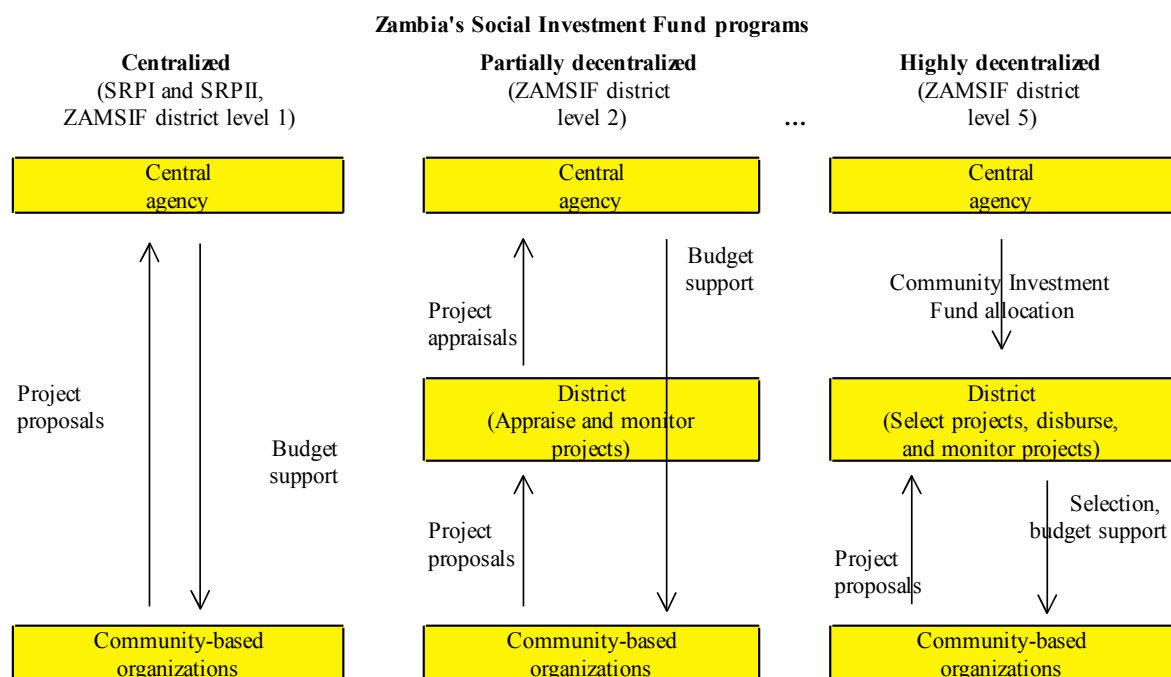 Zambia's Social Investment Fund programs
Centralized
(SRPI and SRPII,
ZAMSIF district level 1)
Central
agency
Project
proposals
Budget
support
Community-based
organizations
Partially decentralized
(ZAMSIF district
level 2)
Central
agency
Budget
support
Project
appraisals
District
(Appraise and monitor
projects)
Project
proposals
Community-based
organizations
...
Highly decentralized
(ZAMSIF district
level 5)
Central
agency
Community Investment
Fund allocation
District
(Select projects, disburse,
and monitor projects)
Selection,
budget support
Project
proposals
Community-based
organizations